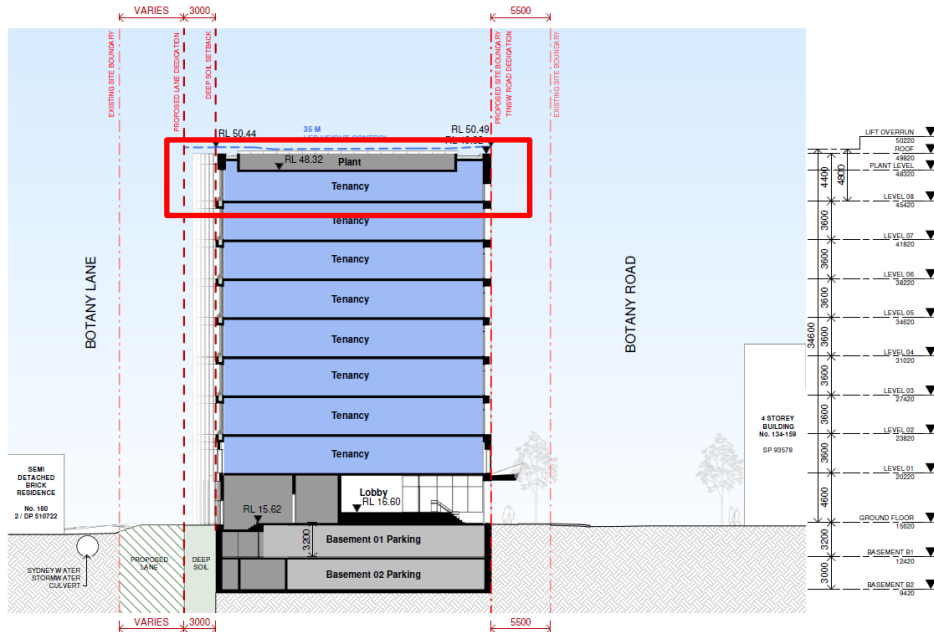 VARIES
3000
5500
EXISTING SITE BOUNDARY
PROPOSED LANE DEDICATION
DEEP SOIL SETBACK
PROPOSED SITE BOUNDARY
TfNSW ROAD DEDICATION
EXISTING SITE BOUNDARY
RL 50.44
35 M
LEP HEIGHT CONTROL
RL 50.49
RL 48.32
Plant
Tenancy
Tenancy
Tenancy
Tenancy
Tenancy
Tenancy
Tenancy
Tenancy
BOTANY LANE
BOTANY ROAD
Lobby
RL 16.60
RL 15.62
3200
Basement 01 Parking
Basement 02 Parking
SEMI
DETACHED
BRICK
RESIDENCE
No. 160
2 / DP 510722
SYDNEY WATER
STORMWATER
CULVERT
PROPOSED
LANE
DEEP
SOIL
4 STOREY
BUILDING
No. 134-159
SP 93578
LIFT OVERRUN
50220
ROOF
49820
PLANT LEVEL
48320
LEVEL 08
45420
LEVEL 07
41820
LEVEL 06
38220
LEVEL 05
34620
LEVEL 04
31020
LEVEL 03
27420
LEVEL 02
23820
LEVEL 01
20220
GROUND FLOOR
15620
BASEMENT B1
12420
BASEMENT B2
9420
4400
4800
3600
3600
3600
3600
3600
3600
3600
34600
4600
3200
3000
VARIES
3000
5500